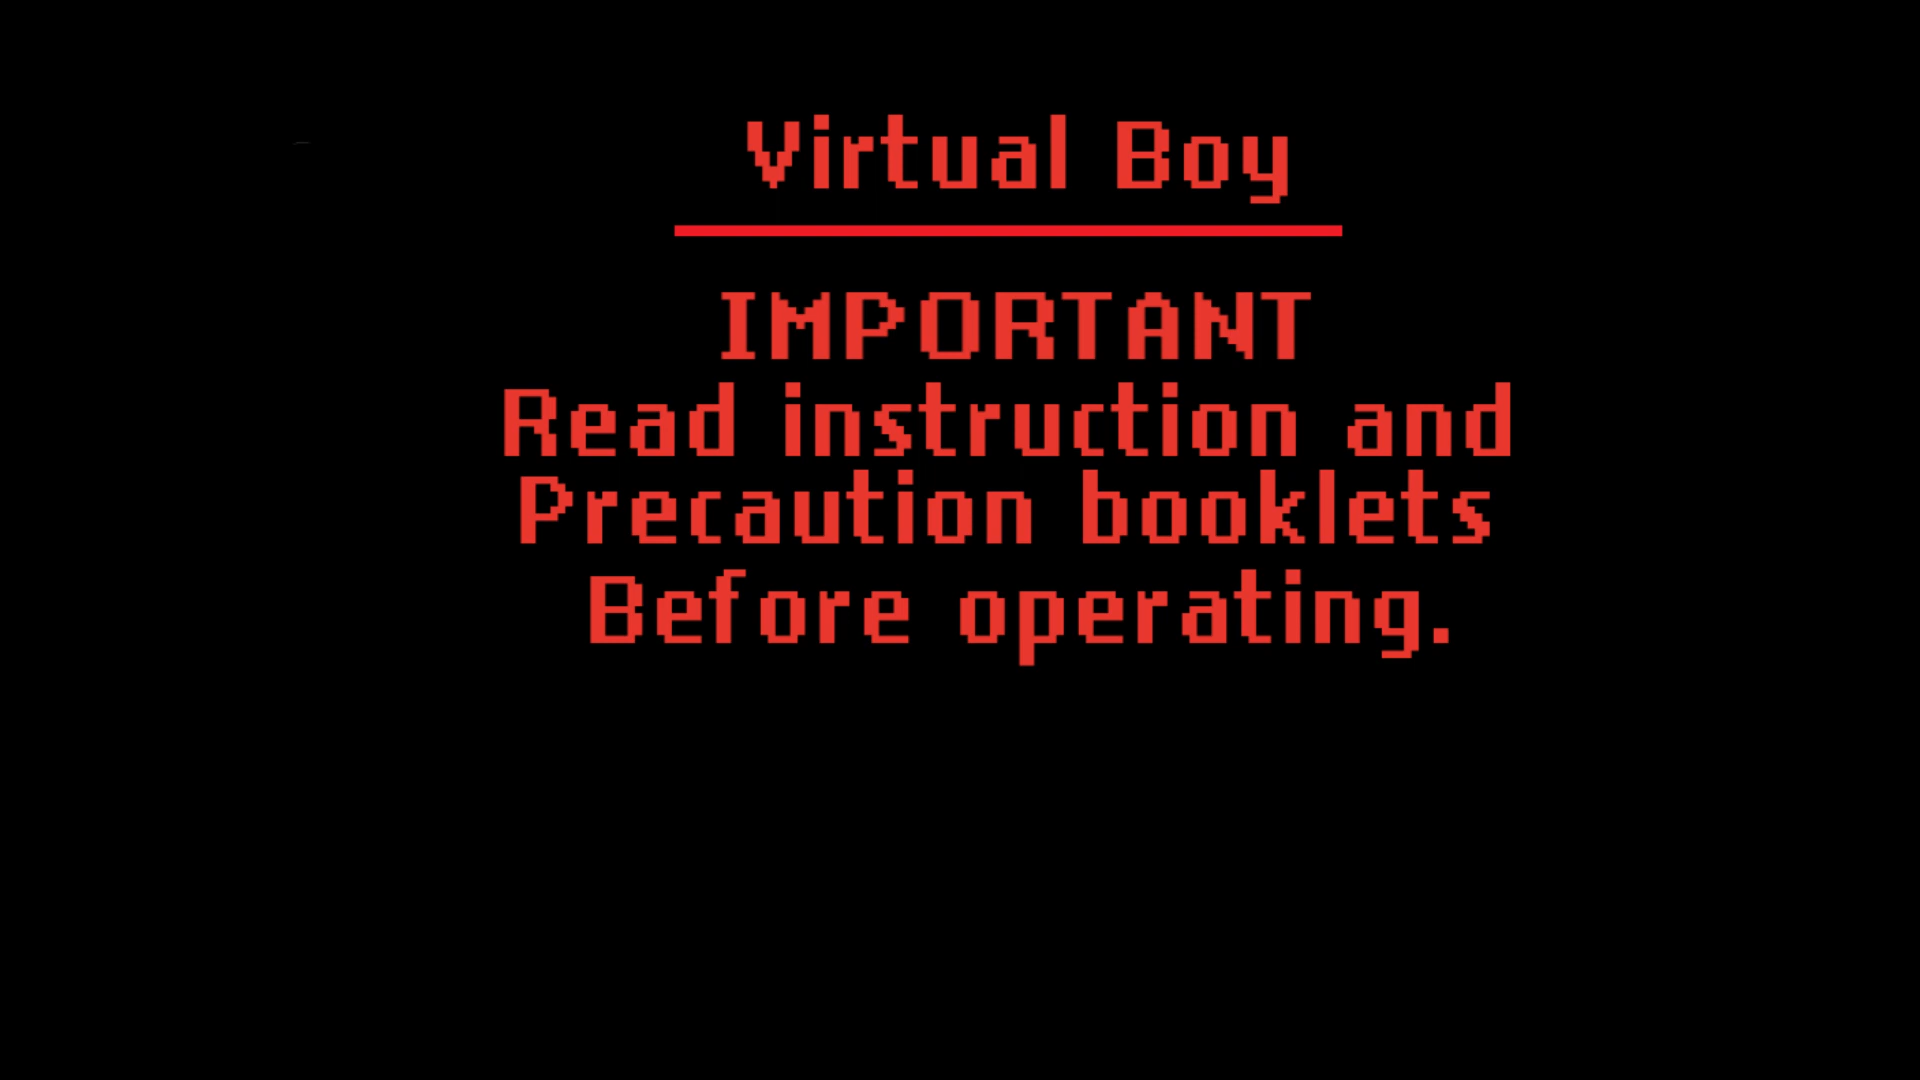 Virtual Boy
IMPORTANT
Read instruction and
Precaution booklets
Before operating.